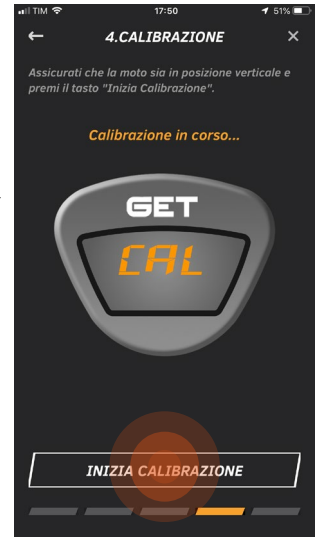 TIM 17:50 51%
4.CALIBRAZIONE
Assicurati che la moto sia in posizione verticale e
premi il tasto "Inizia Calibrazione".
Calibrazione in corso...
GET
CAL
INIZIA CALIBRAZIONE